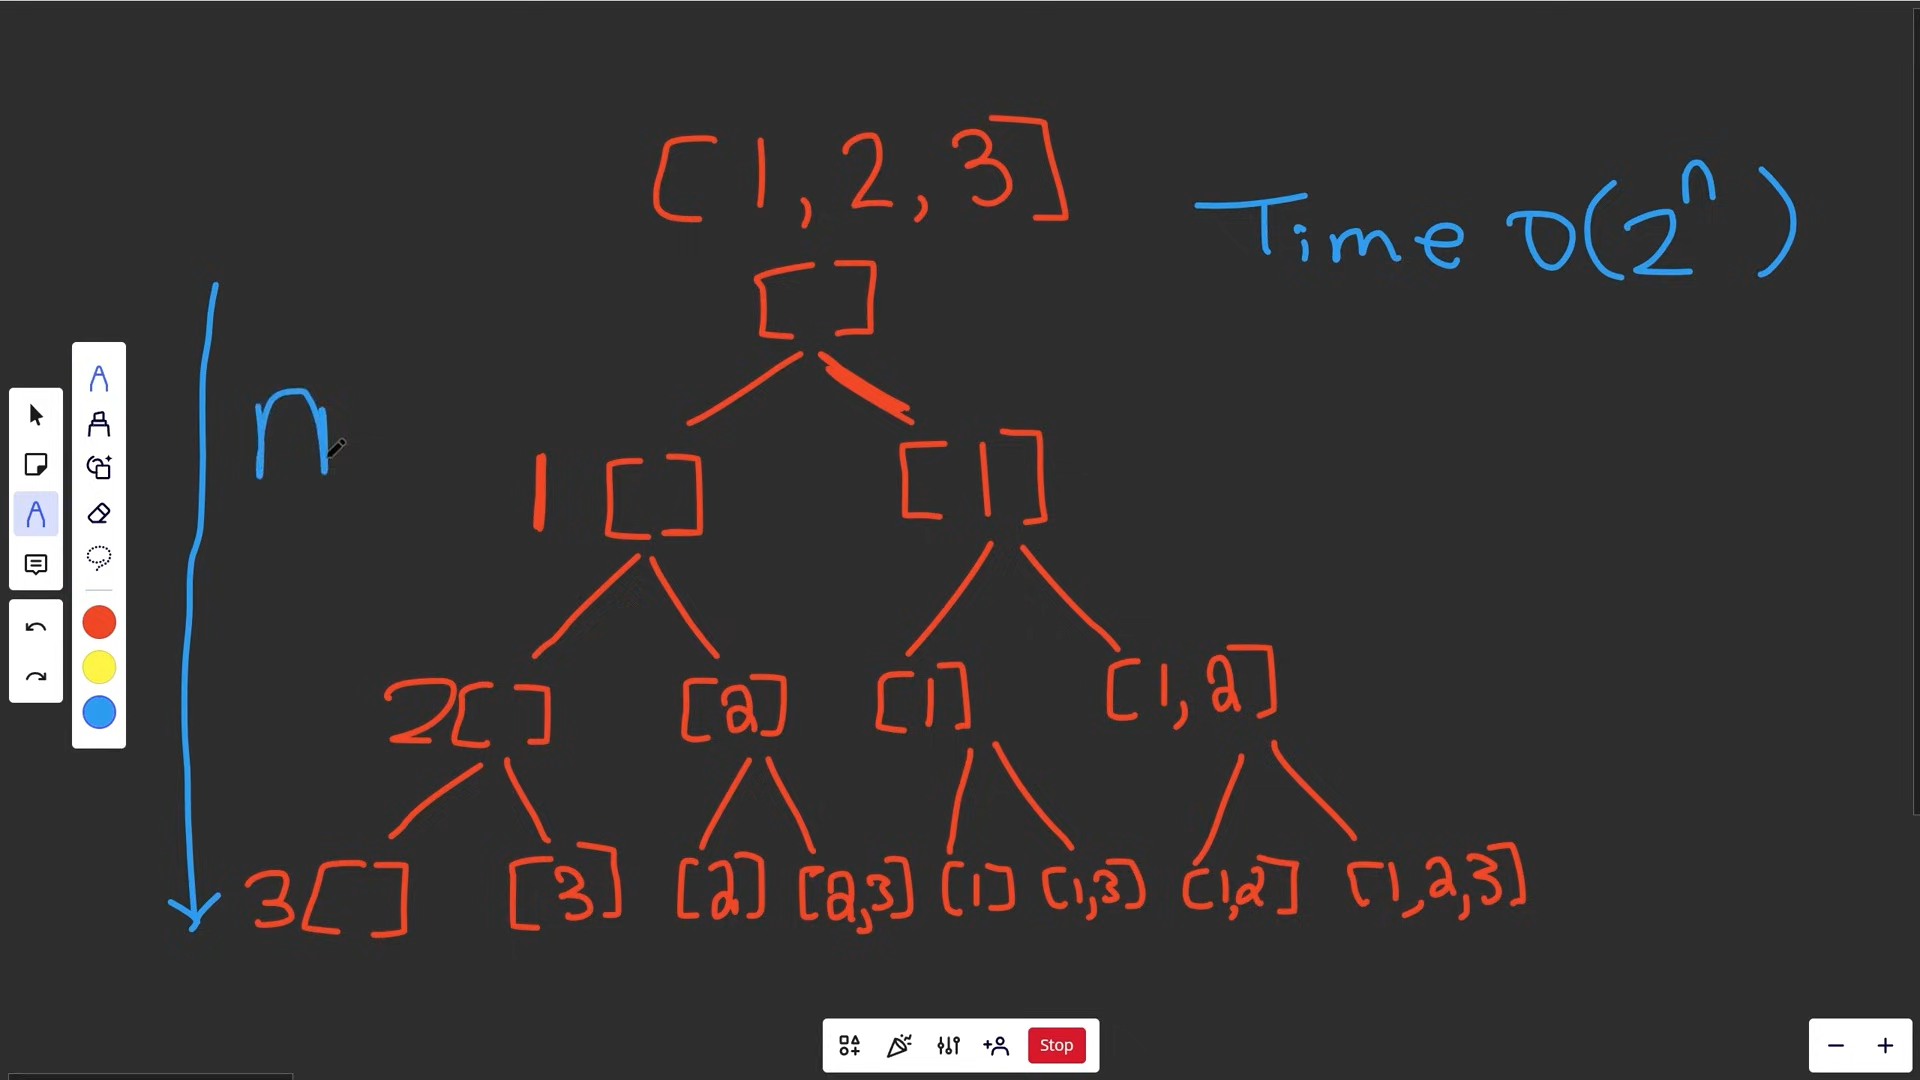 [1,2,3]
Time O(2^n)
[]
n
1 [] [1]
2[] [2] [1] [1,2]
3[] [3] [2] [2,3] [1] [1,3] [1,2] [1,2,3]
Stop